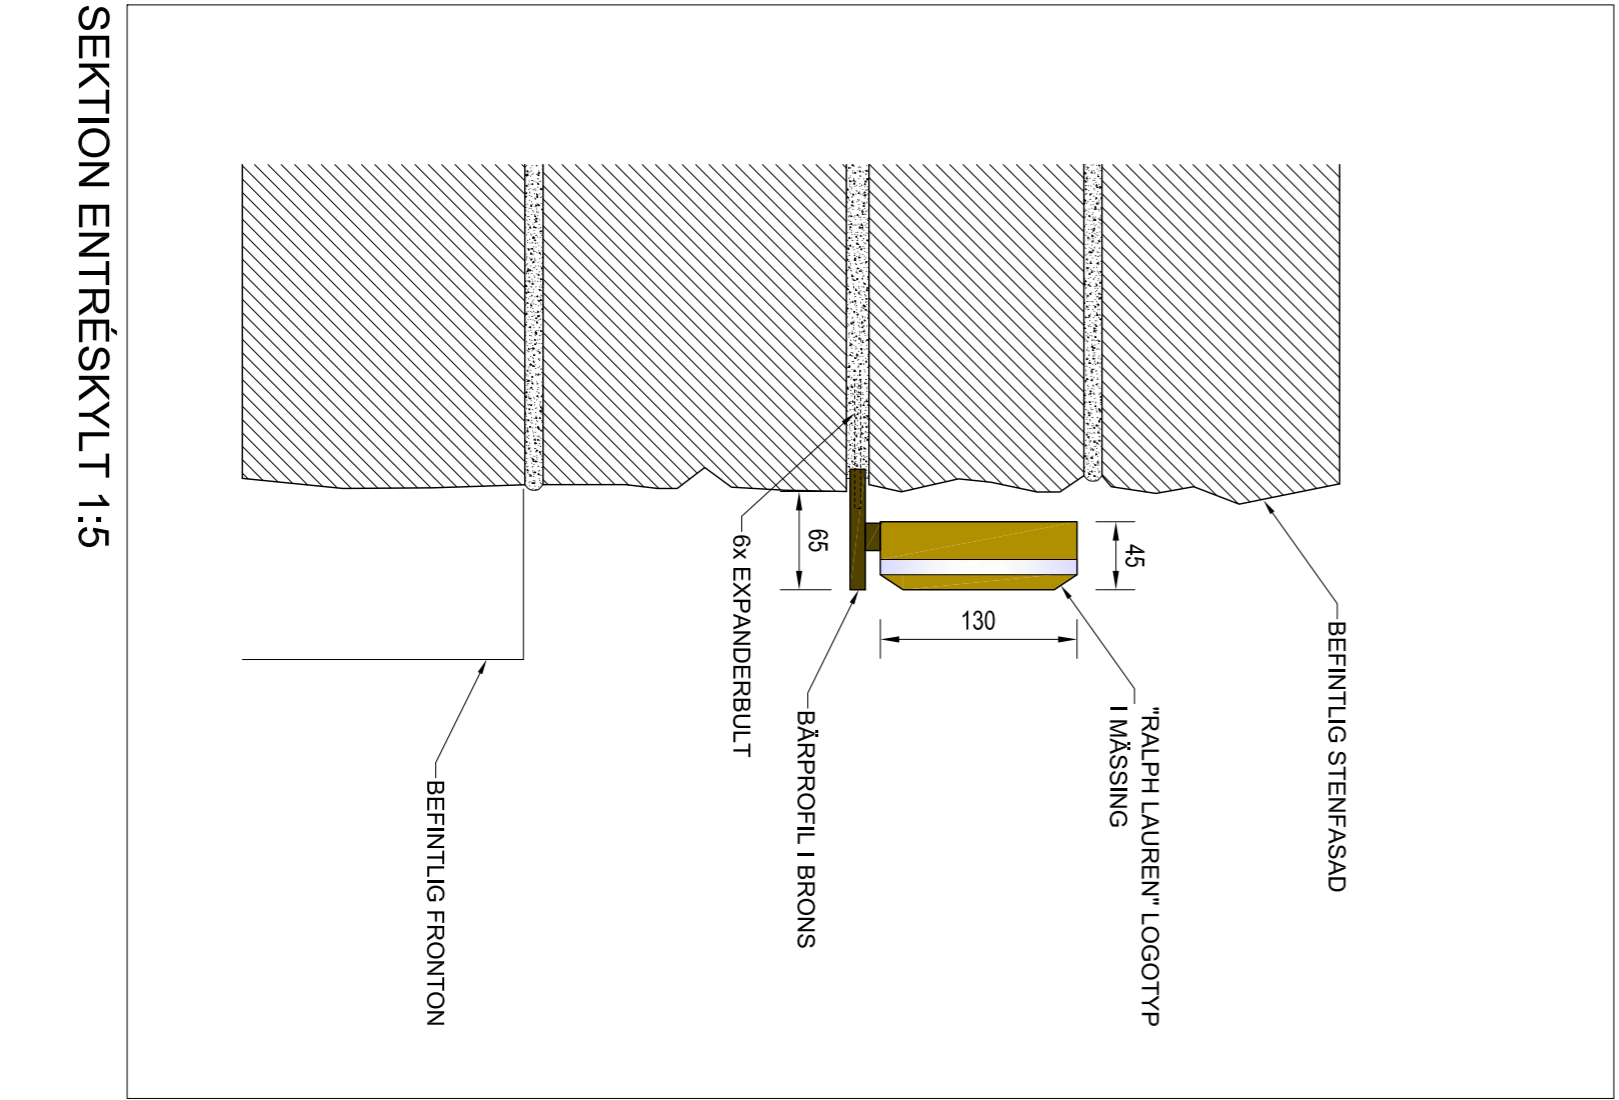 BEFINTLIG STENFASAD
"RALPH LAUREN" LOGOTYP
I MÄSSING
45
130
65
BÄRPROFIL I BRONS
6x EXPANDERBULT
BEFINTLIG FRONTON
SEKTION ENTRÉSKYLT 1:5